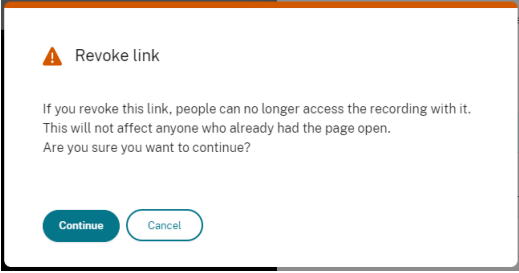 Revoke link
If you revoke this link, people can no longer access the recording with it.
This will not affect anyone who already had the page open.
Are you sure you want to continue?
Continue
Cancel